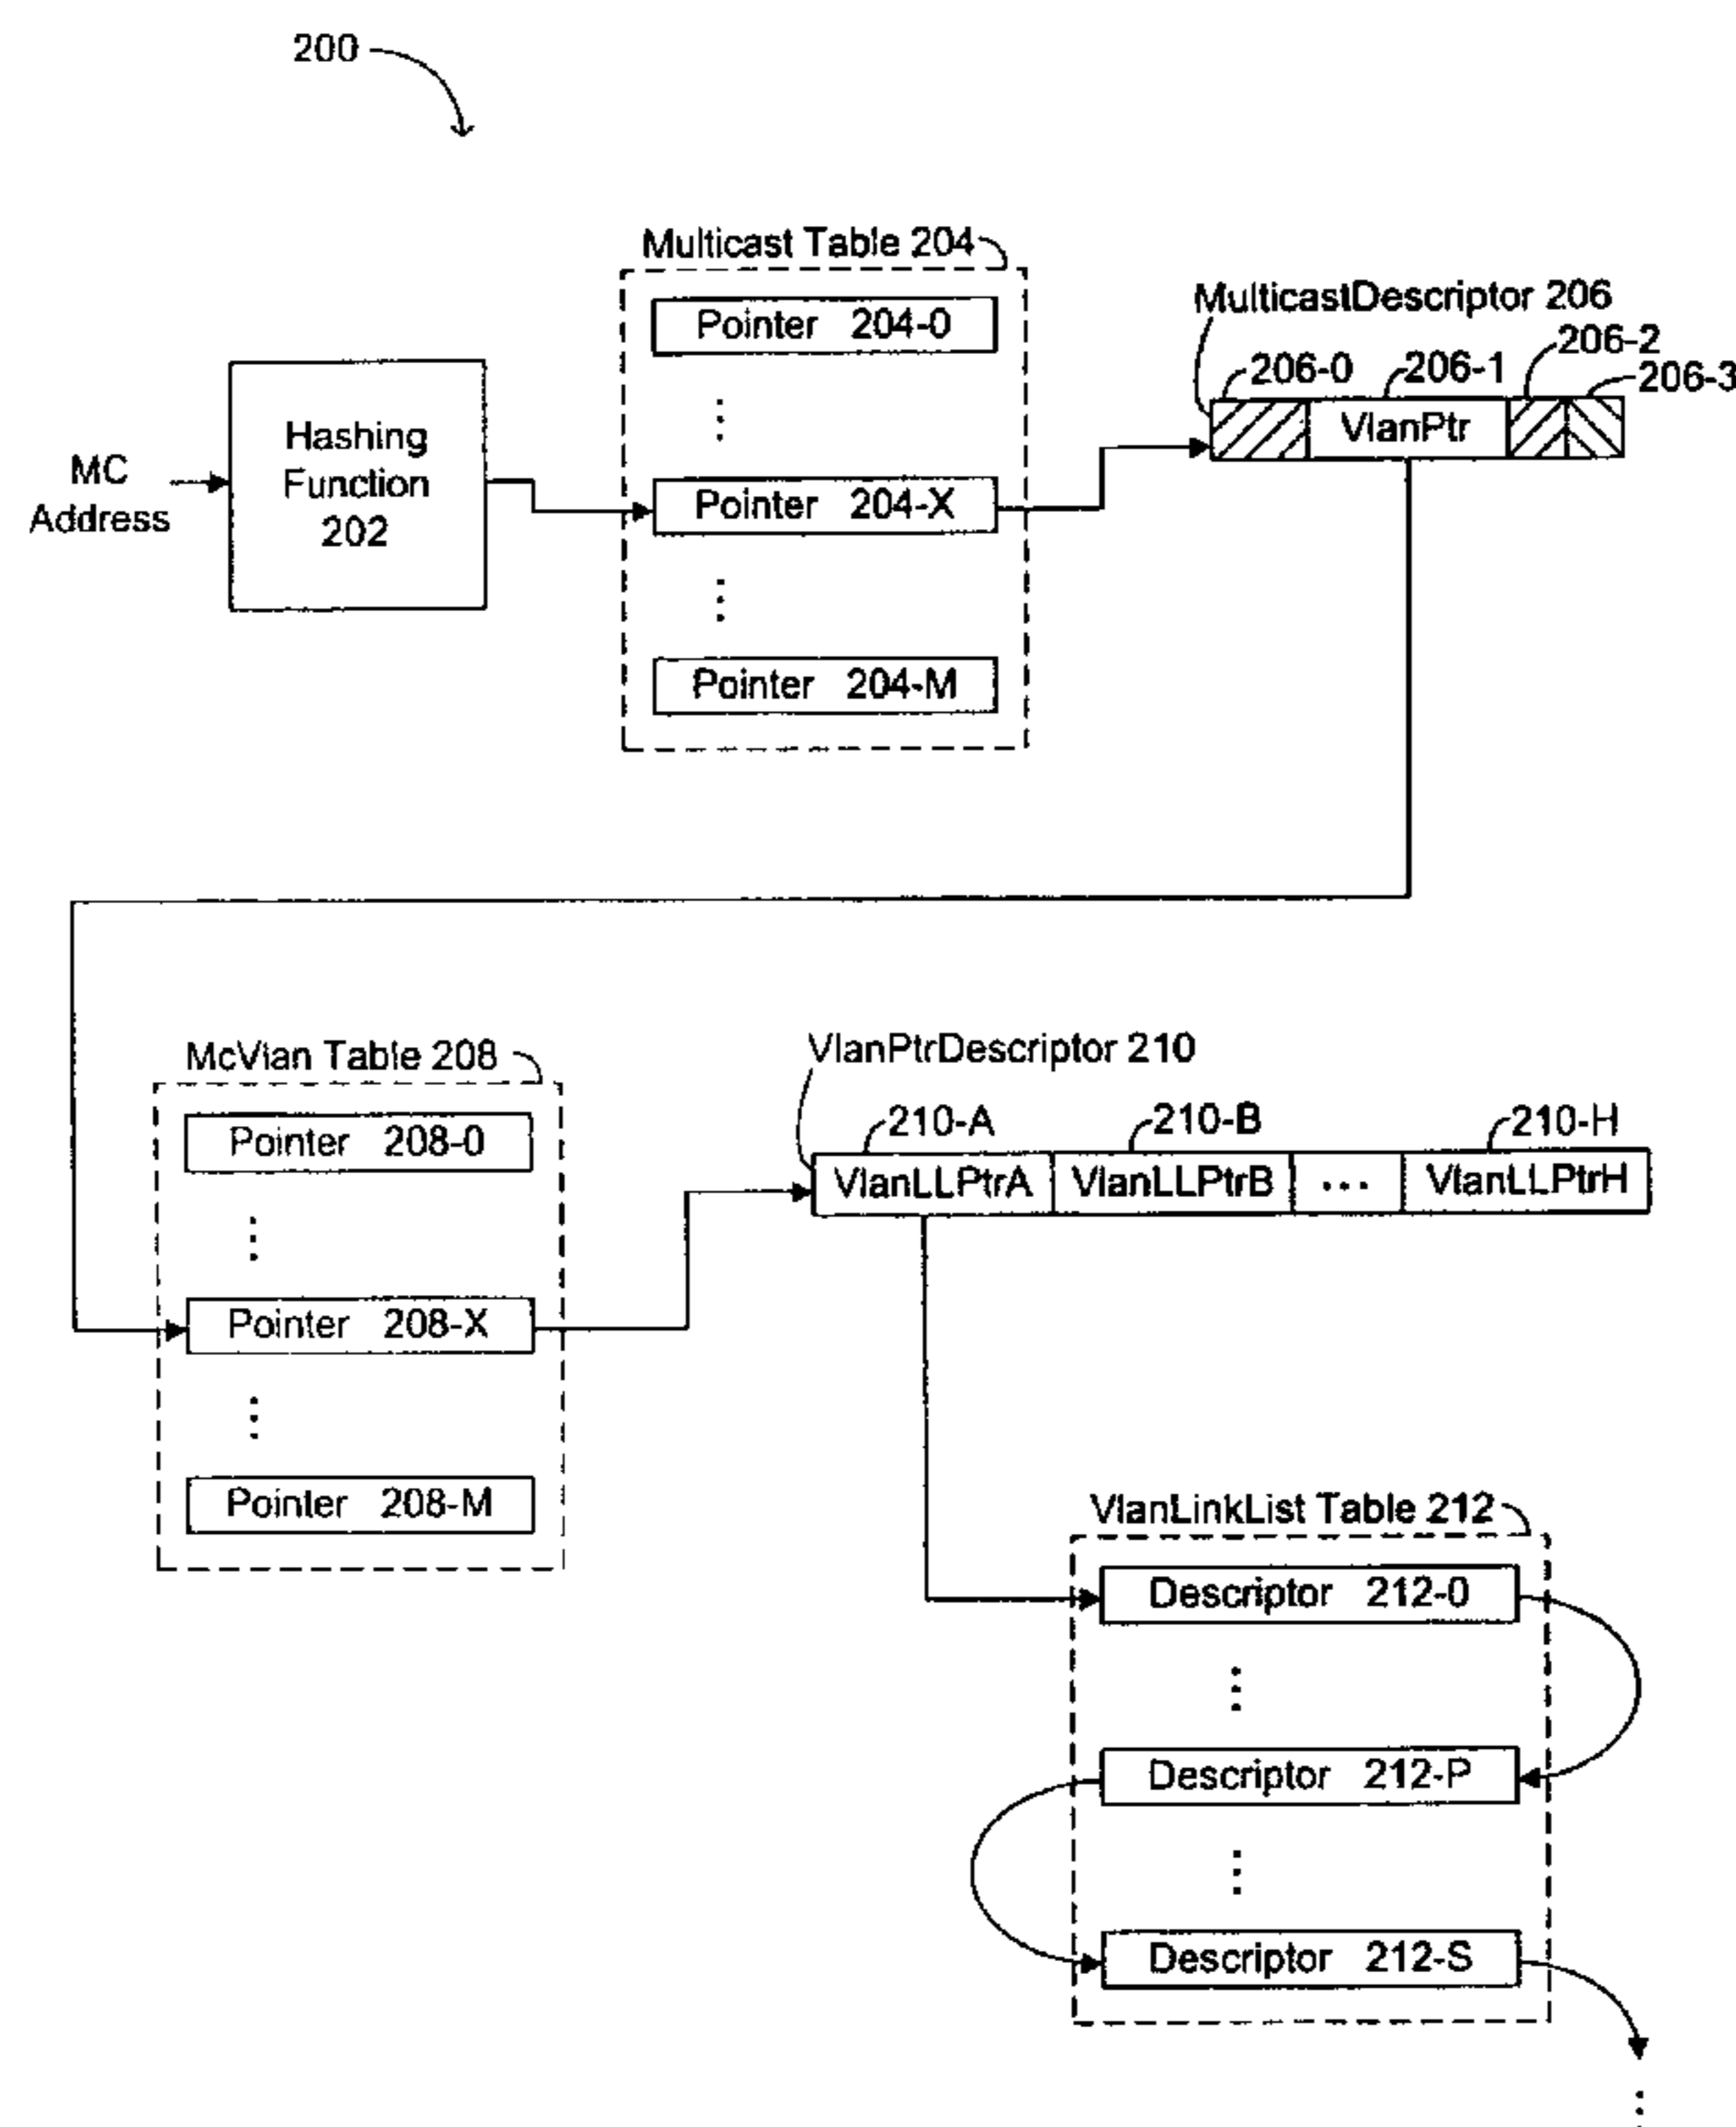 200
Multicast Table 204
Pointer 204-0
Pointer 204-X
Pointer 204-M
MC
Address
Hashing
Function
202
MulticastDescriptor 206
206-0
206-1
206-2
206-3
VlanPtr
McVlan Table 208
Pointer 208-0
Pointer 208-X
Pointer 208-M
VlanPtrDescriptor 210
210-A
210-B
210-H
VlanLLPtrA
VlanLLPtrB
...
VlanLLPtrH
VlanLinkList Table 212
Descriptor 212-0
Descriptor 212-P
Descriptor 212-S